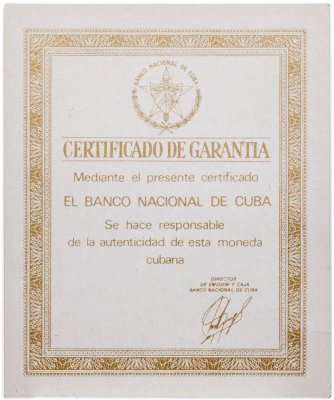 BANCO NACIONAL DE CUBA
CERTIFICADO DE GARANTIA
Mediante el presente certificado
EL BANCO NACIONAL DE CUBA
Se hace responsable
de la autenticidad de esta moneda
cubana
DIRECTOR
DE EMISION Y CAJA
BANCO NACIONAL DE CUBA